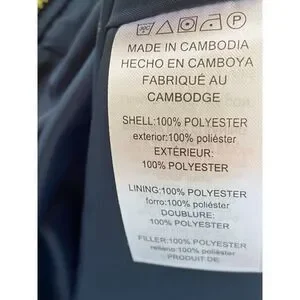 MADE IN CAMBODIA
HECHO EN CAMBOYA
FABRIQUÉ AU
CAMBODGE
SHELL:100% POLYESTER
exterior:100% poliéster
EXTÉRIEUR:
100% POLYESTER
LINING:100% POLYESTER
forro:100% poliéster
DOUBLURE:
100% POLYESTER
FILLER:100% POLYESTER
relleno:100% poliéster
PRODUIT DE